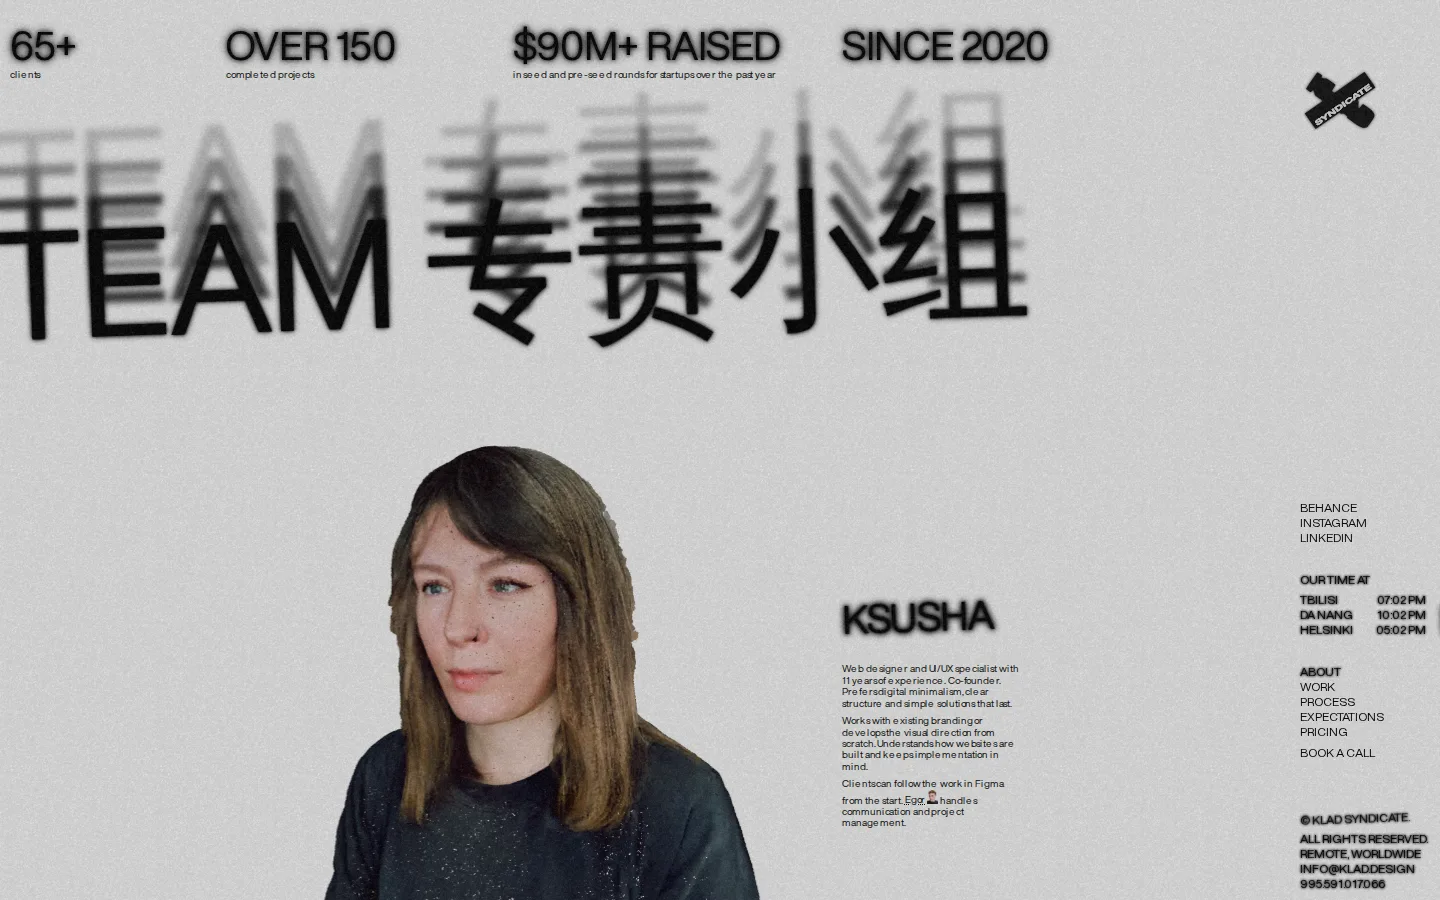 65+
clients
OVER 150
completed projects
$90M+ RAISED
in seed and pre-seed rounds for startups over the past year
SINCE 2020
SYNDICATE
TEAM 专责小组
KSUSHA
Web designer and UI/UX specialist with
11 years of experience. Co-founder.
Prefers digital minimalism, clear
structure and simple solutions that last.
Works with existing branding or
develops the visual direction from
scratch. Understands how websites are
built and keeps implementation in
mind.
Clients can follow the work in Figma
from the start. Egor handles
communication and project
management.
BEHANCE
INSTAGRAM
LINKEDIN
OUR TIME AT
TBILISI 07:02 PM
DA NANG 10:02 PM
HELSINKI 05:02 PM
ABOUT
WORK
PROCESS
EXPECTATIONS
PRICING
BOOK A CALL
© KLAD SYNDICATE.
ALL RIGHTS RESERVED.
REMOTE, WORLDWIDE
INFO@KLAD.DESIGN
995.591.017.066